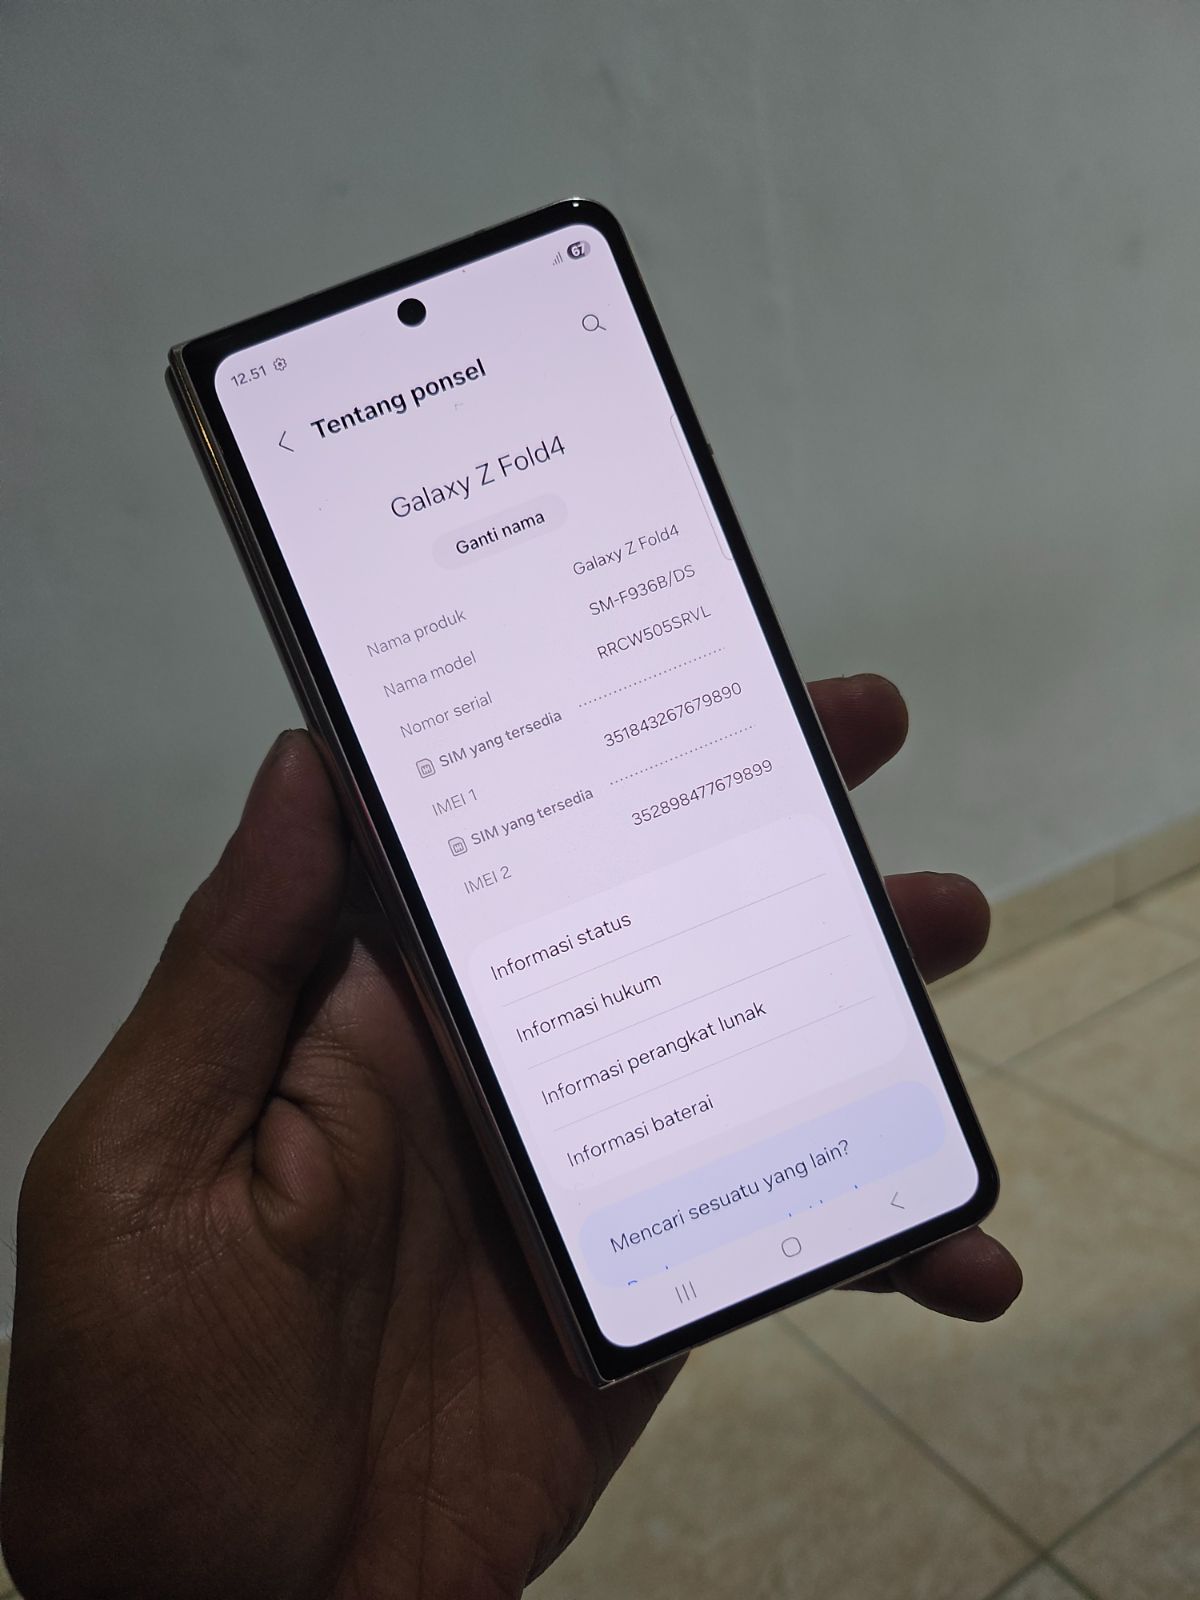 12.51
67
Tentang ponsel
Galaxy Z Fold4
Ganti nama
Nama produk Galaxy Z Fold4
Nama model SM-F936B/DS
Nomor serial RRCW505SRVL
SIM yang tersedia
IMEI 1 351843267679890
SIM yang tersedia
IMEI 2 352898477679899
Informasi status
Informasi hukum
Informasi perangkat lunak
Informasi baterai
Mencari sesuatu yang lain?